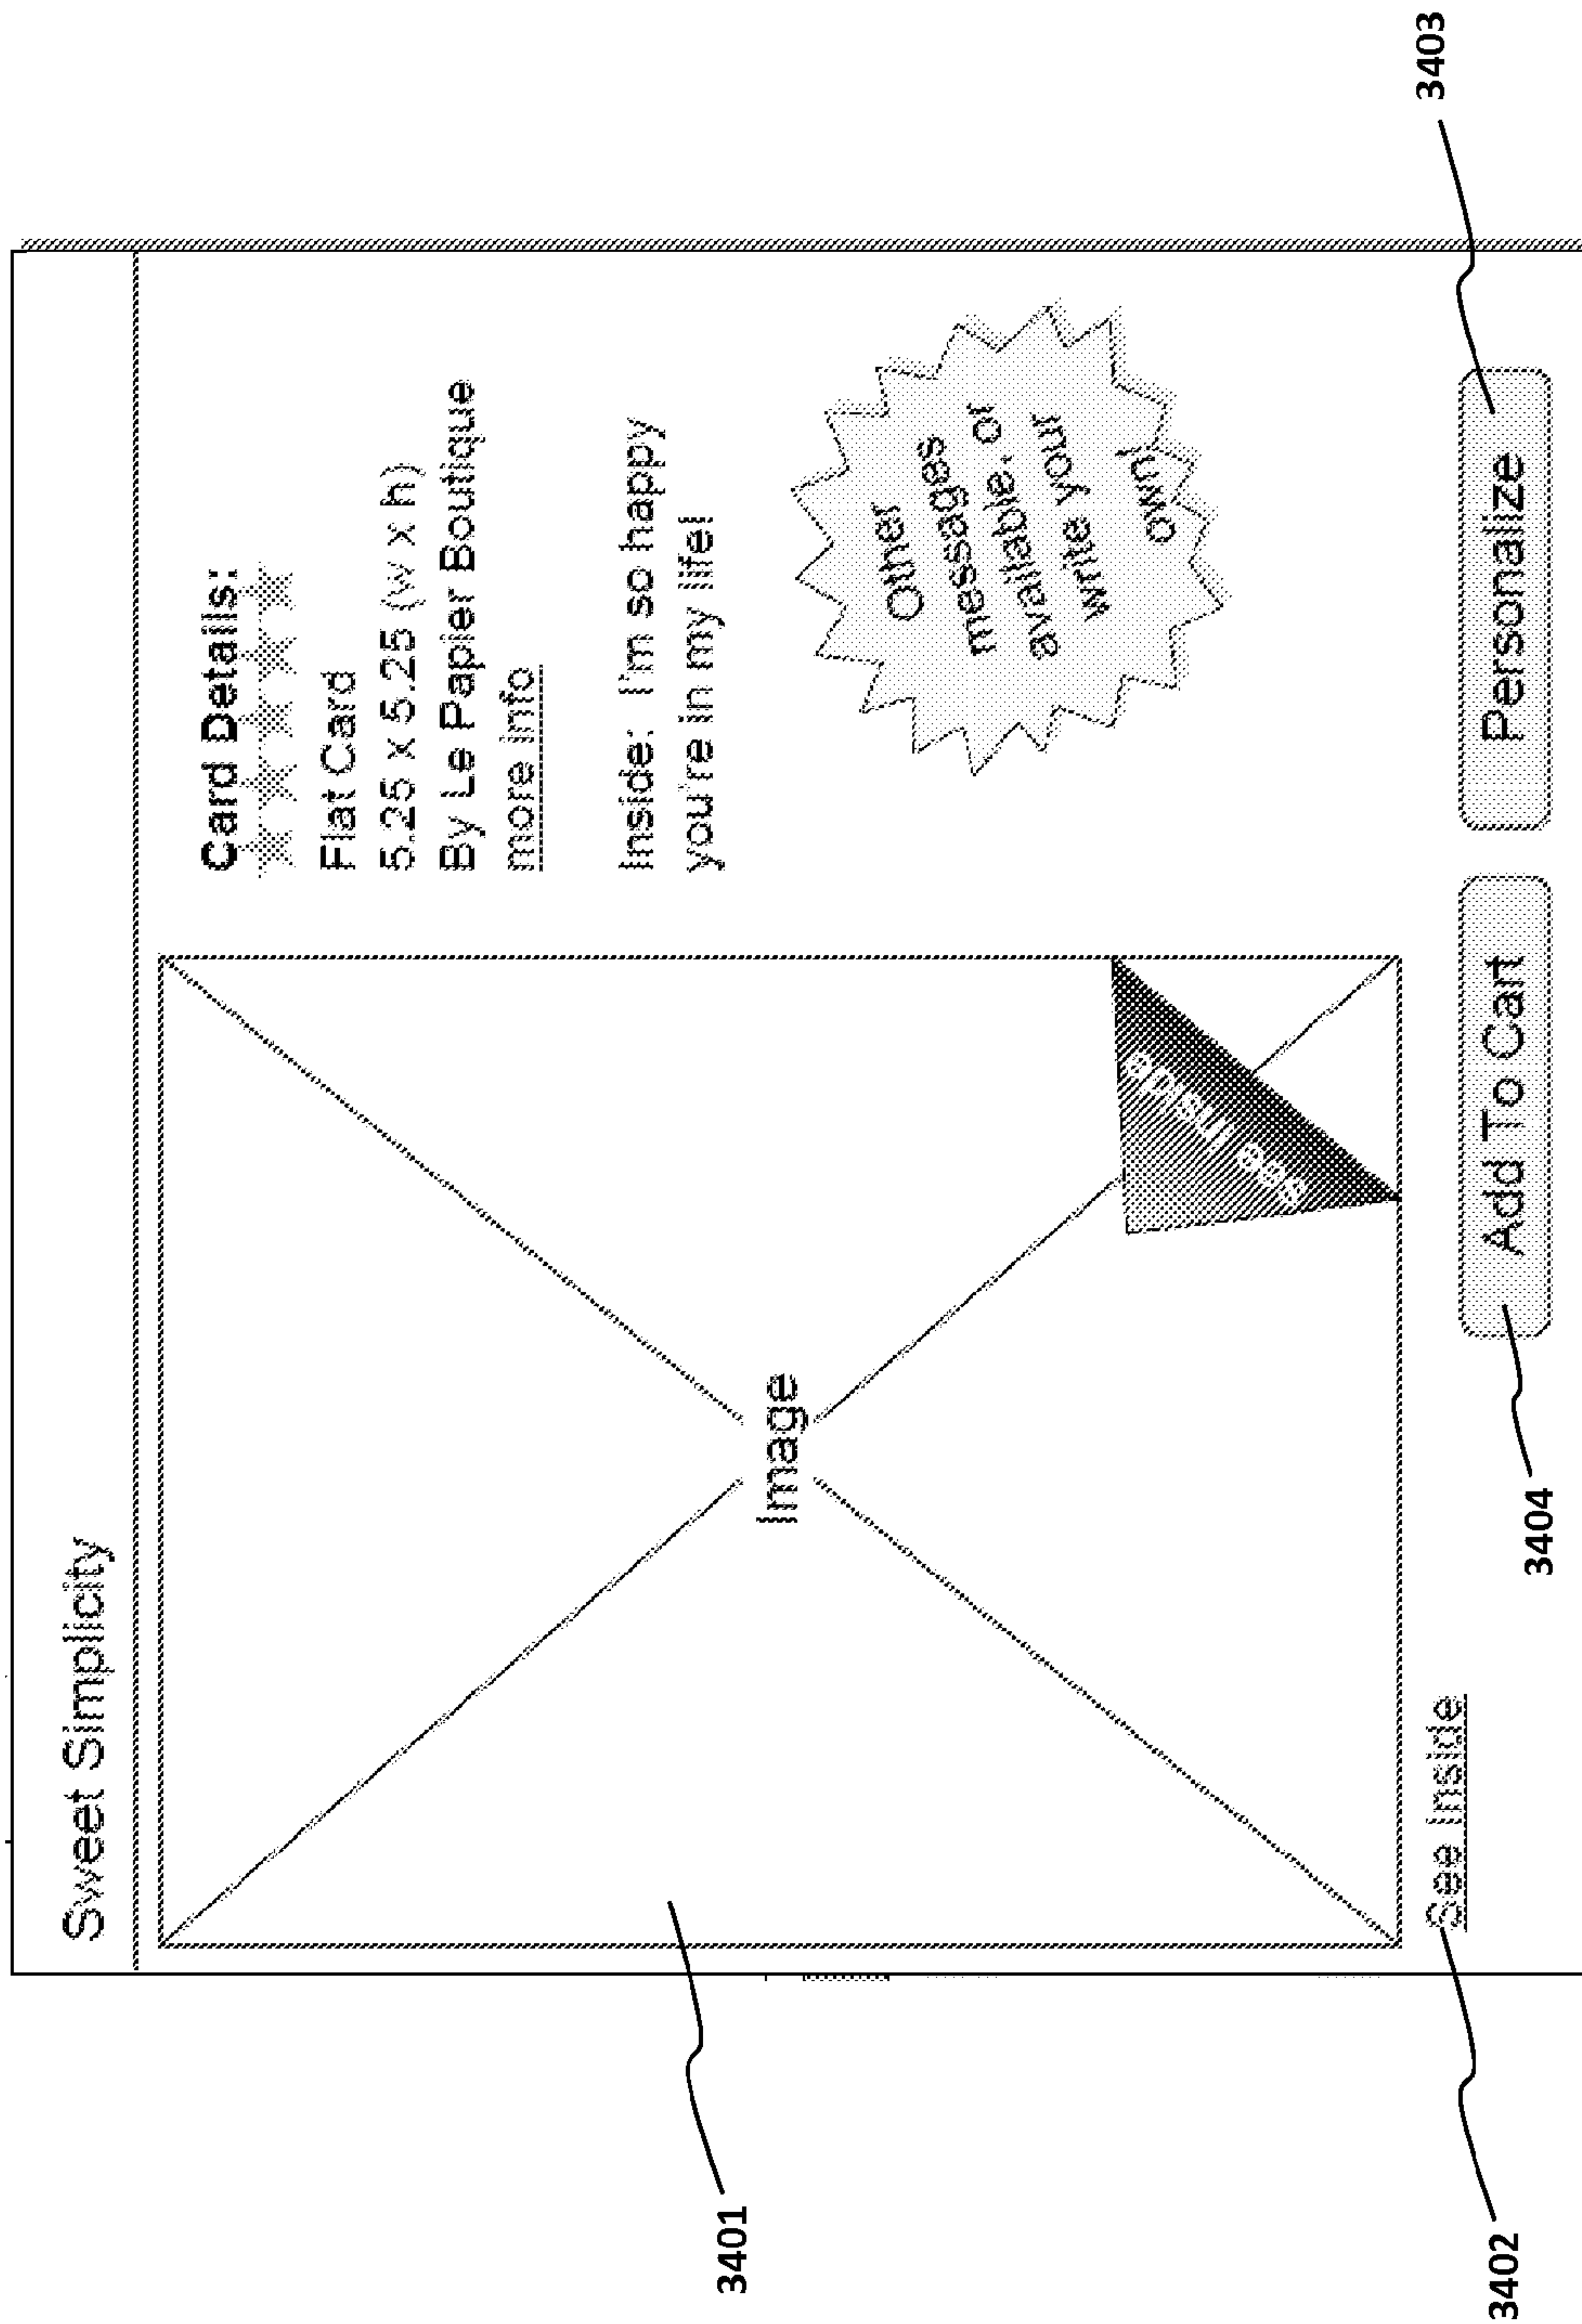 Sweet Simplicity
Image
see inside
Card Details:
Flat Card
5.25 x 5.25 (w x h)
By Le Papier Boutique
more info
Inside: I'm so happy
you're in my life!
Other
messages
available, or
write your
own!
See Inside
Add To Cart
Personalize
3401
3402
3404
3403